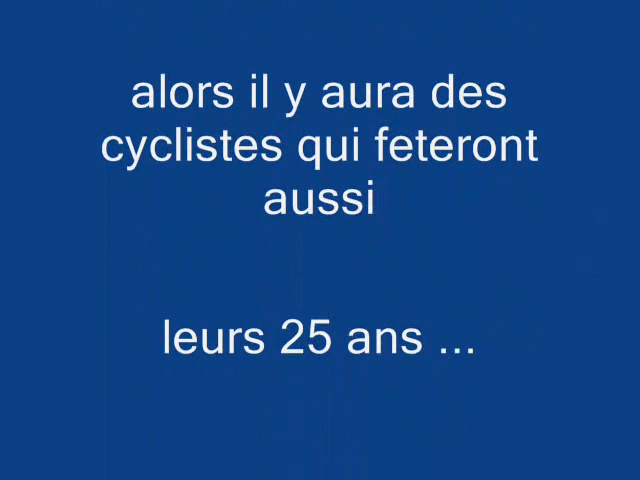 alors il y aura des
cyclistes qui feteront
aussi
leurs 25 ans ...